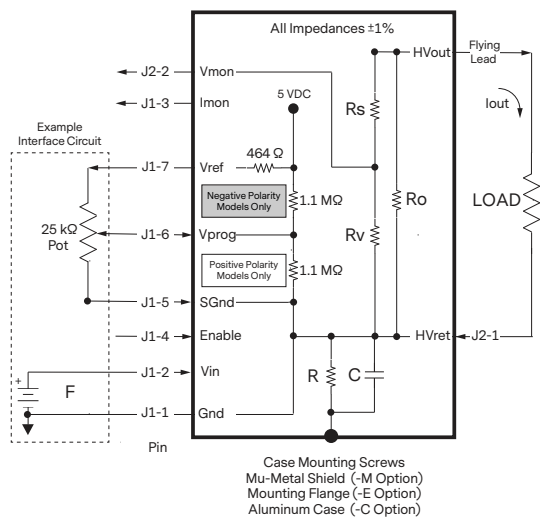 All Impedances ±1%
HVout
Flying
Lead
J2-2
Vmon
Rs
5 VDC
J1-3
Imon
Iout
Example
Interface Circuit
464 Ω
J1-7
Vref
Negative Polarity
Models Only
1.1 MΩ
Ro
LOAD
25 kΩ
Pot
J1-6
Vprog
Rv
Positive Polarity
Models Only
1.1 MΩ
J1-5
SGnd
J1-4
Enable
HVret
J2-1
J1-2
Vin
R
C
+
F
J1-1
Gnd
Pin
Case Mounting Screws
Mu-Metal Shield (-M Option)
Mounting Flange (-E Option)
Aluminum Case (-C Option)